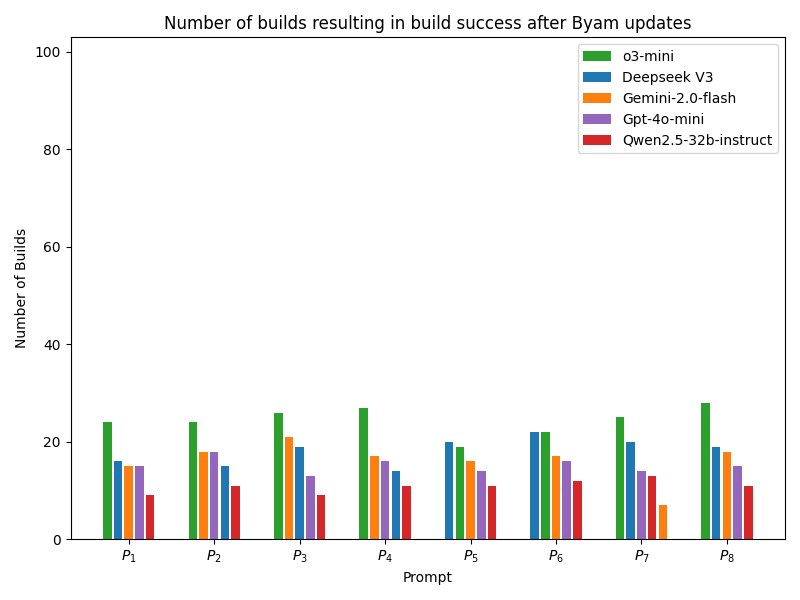 Number of builds resulting in build success after Byam updates
o3-mini
Deepseek V3
Gemini-2.0-flash
Gpt-4o-mini
Qwen2.5-32b-instruct
Number of Builds
100
80
60
40
20
0
P₁ P₂ P₃ P₄ P₅ P₆ P₇ P₈
Prompt